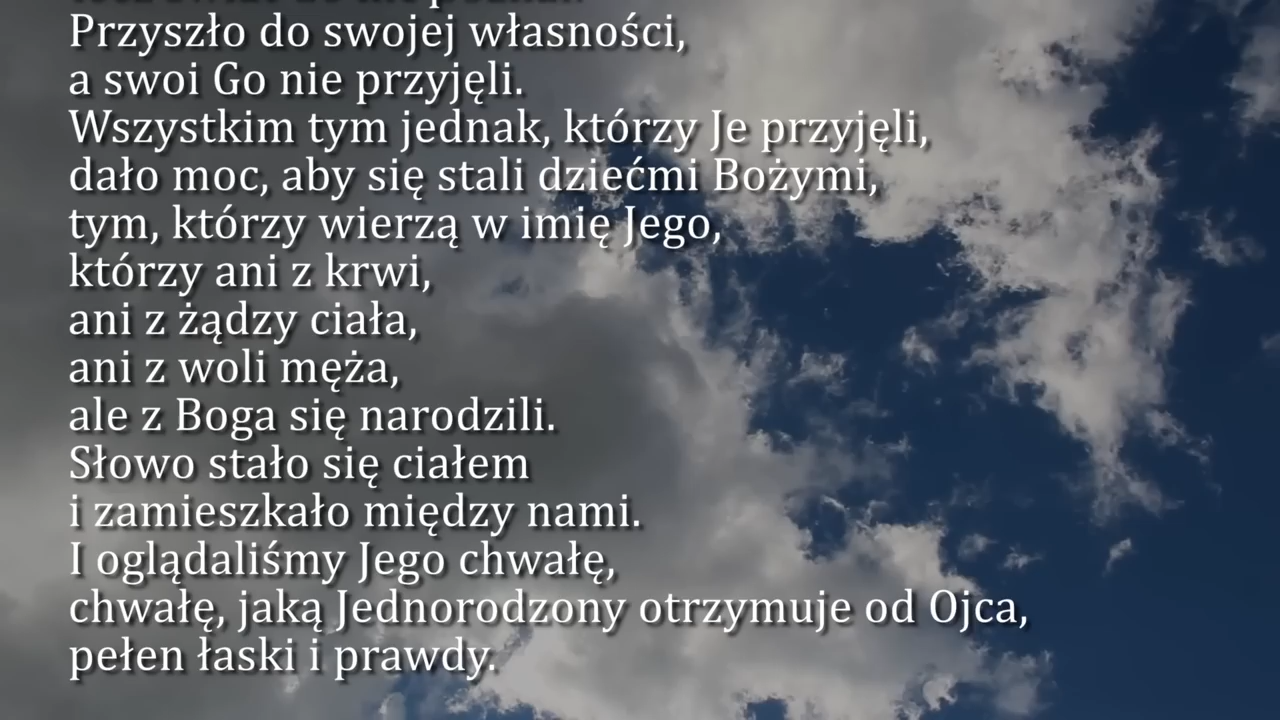 Przyszło do swojej własności,
a swoi Go nie przyjęli.
Wszystkim tym jednak, którzy Je przyjęli,
dało moc, aby się stali dziećmi Bożymi,
tym, którzy wierzą w imię Jego,
którzy ani z krwi,
ani z żądzy ciała,
ani z woli męża,
ale z Boga się narodzili.
Słowo stało się ciałem
i zamieszkało między nami.
I oglądaliśmy Jego chwałę,
chwałę, jaką Jednorodzony otrzymuje od Ojca,
pełen łaski i prawdy.